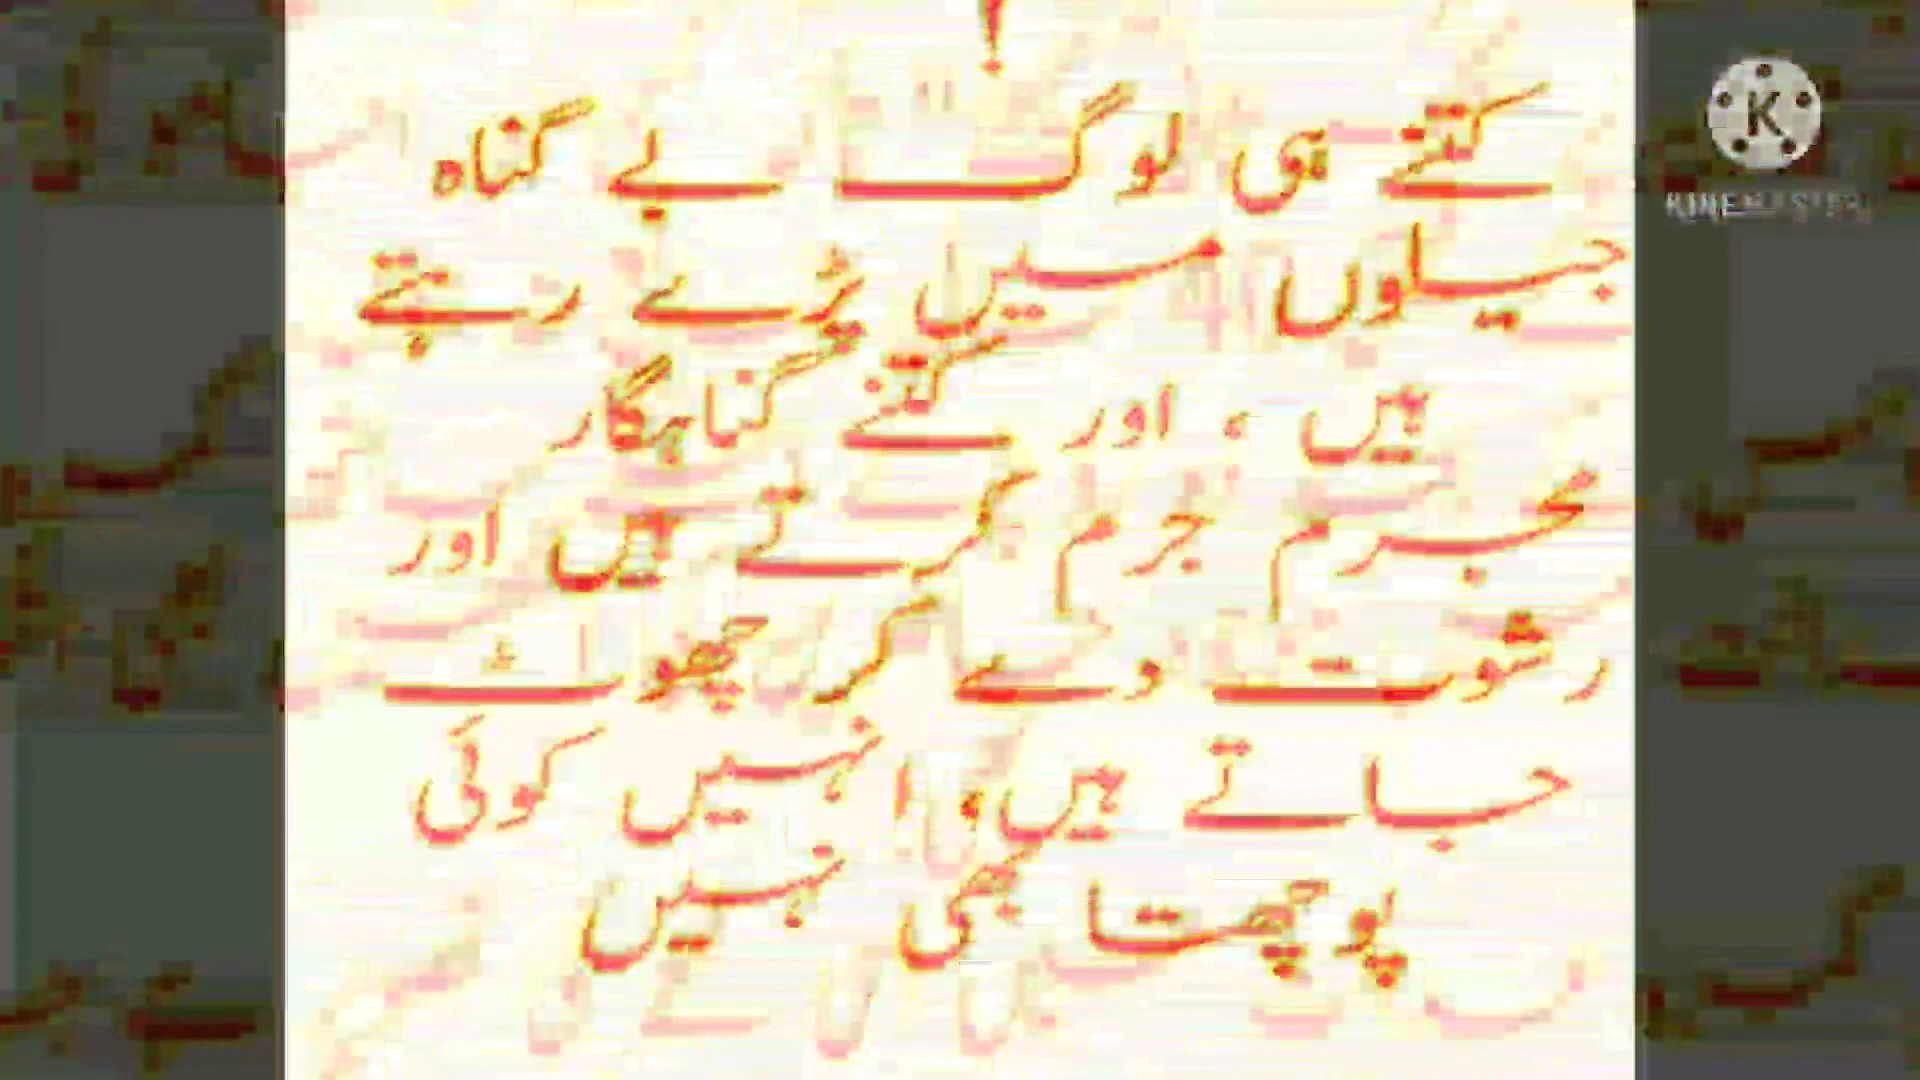 کتنے ہی لوگ بے گناہ
جیلوں میں پڑے رہتے
ہیں ، اور کتنے گناہگار
مجرم جرم کرتے ہیں اور
رشوت دے کر چھوٹ
جاتے ہیں، انہیں کوئی
پوچھتا بھی نہیں
KINEMASTER